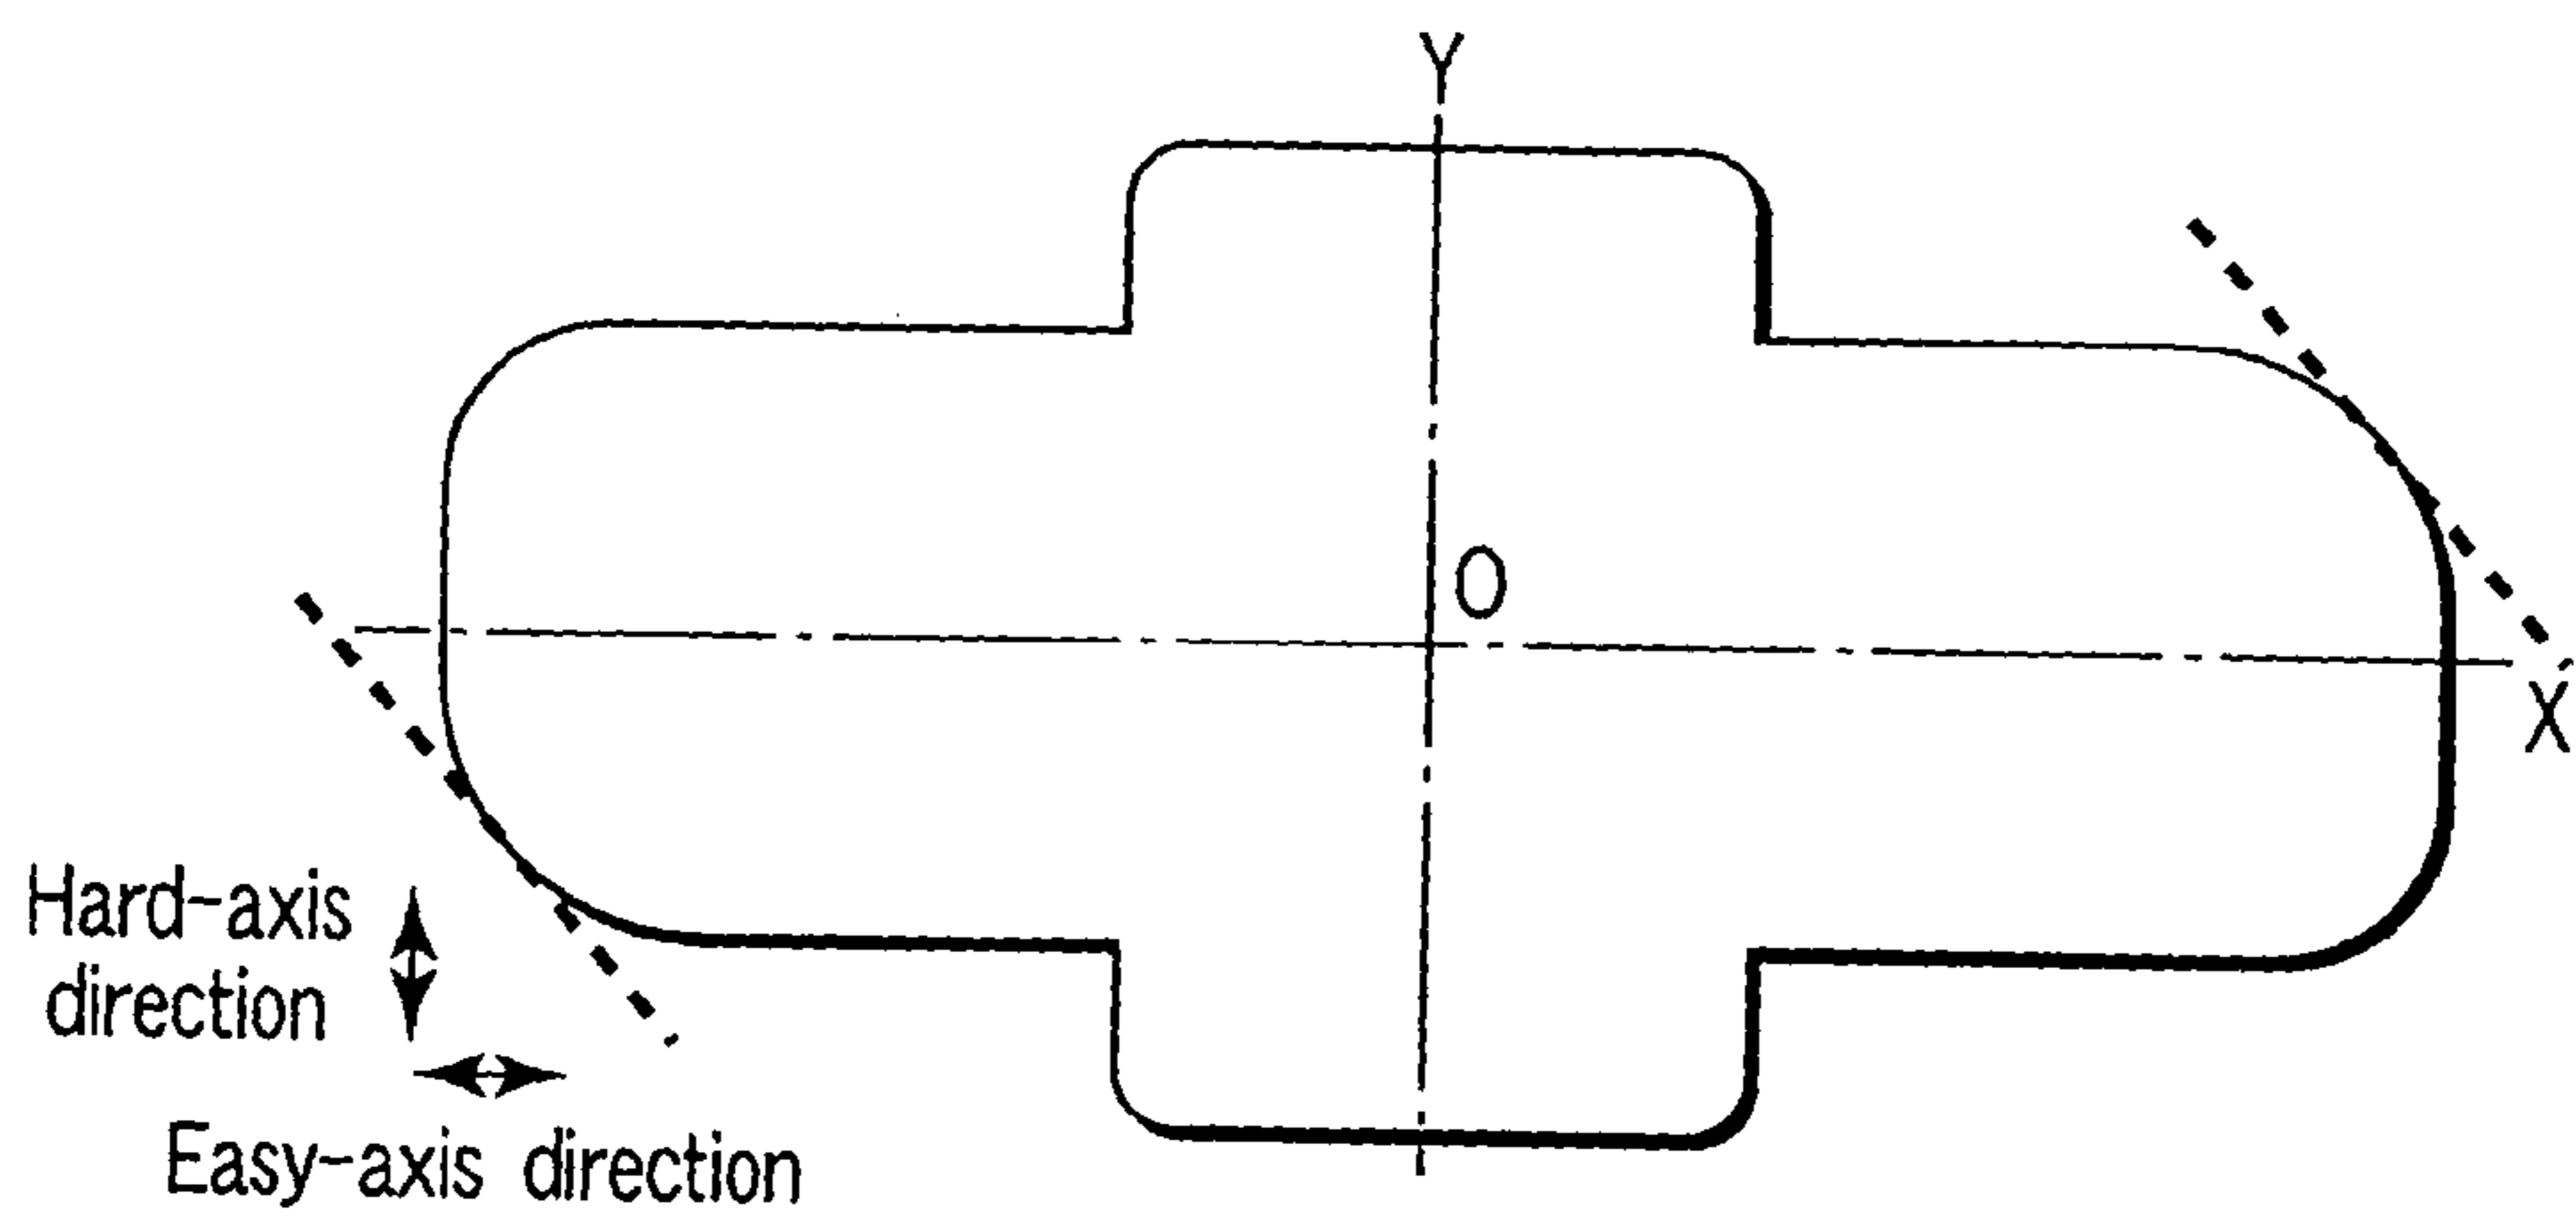 Y
O
X
Hard-axis
direction
Easy-axis direction